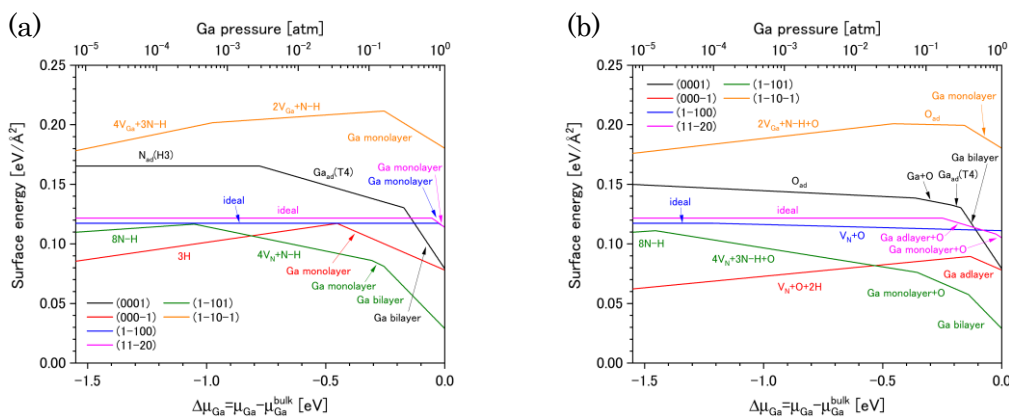 (a)
Ga pressure [atm]
10⁻⁵ 10⁻⁴ 10⁻³ 10⁻² 10⁻¹ 10⁰
0.25
0.20
0.15
0.10
0.05
0.00
Surface energy [eV/Å²]
4V_Ga+3N-H
2V_Ga+N-H
Ga monolayer
N_ad(H3)
Ga_ad(T4)
Ga monolayer
Ga monolayer
ideal
ideal
8N-H
3H
4V_N+N-H
Ga monolayer
Ga monolayer
Ga bilayer
Ga bilayer
(0001) (1-101)
(000-1) (1-10-1)
(1-100)
(11-20)
-1.5 -1.0 -0.5 0.0
Δμ_Ga=μ_Ga-μ_Ga^bulk [eV]
(b)
Ga pressure [atm]
10⁻⁵ 10⁻⁴ 10⁻³ 10⁻² 10⁻¹ 10⁰
0.25
0.20
0.15
0.10
0.05
0.00
Surface energy [eV/Å²]
(0001) (1-101)
(000-1) (1-10-1)
(1-100)
(11-20)
Ga monolayer
O_ad
2V_Ga+N-H+O
Ga bilayer
Ga_ad(T4)
Ga+O
O_ad
ideal
ideal
V_N+O
Ga adlayer+O
Ga monolayer+O
8N-H
4V_N+3N-H+O
Ga adlayer
V_N+O+2H
Ga monolayer+O
Ga bilayer
-1.5 -1.0 -0.5 0.0
Δμ_Ga=μ_Ga-μ_Ga^bulk [eV]